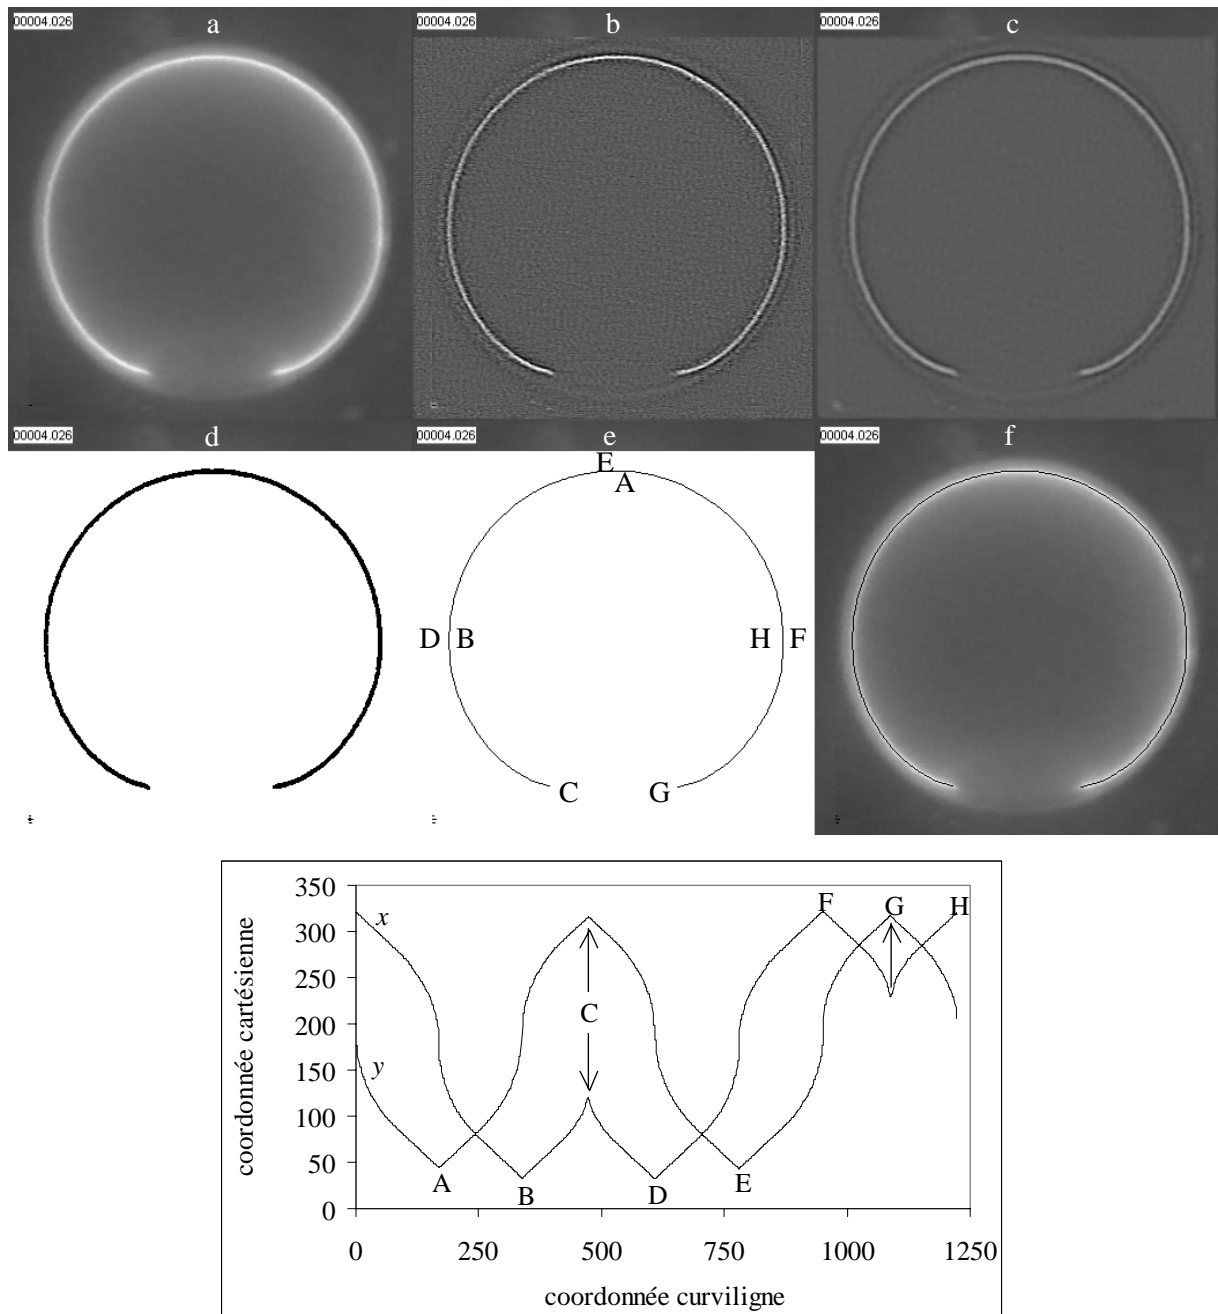 00004.026 a
00004.026 b
00004.026 c
00004.026 d
00004.026 e
00004.026 f
E
A
D B H F
C G
coordonnée cartésienne
350
300
250
200
150
100
50
0
x
y
A
B
C
D
E
F
G
H
0 250 500 750 1000 1250
coordonnée curviligne